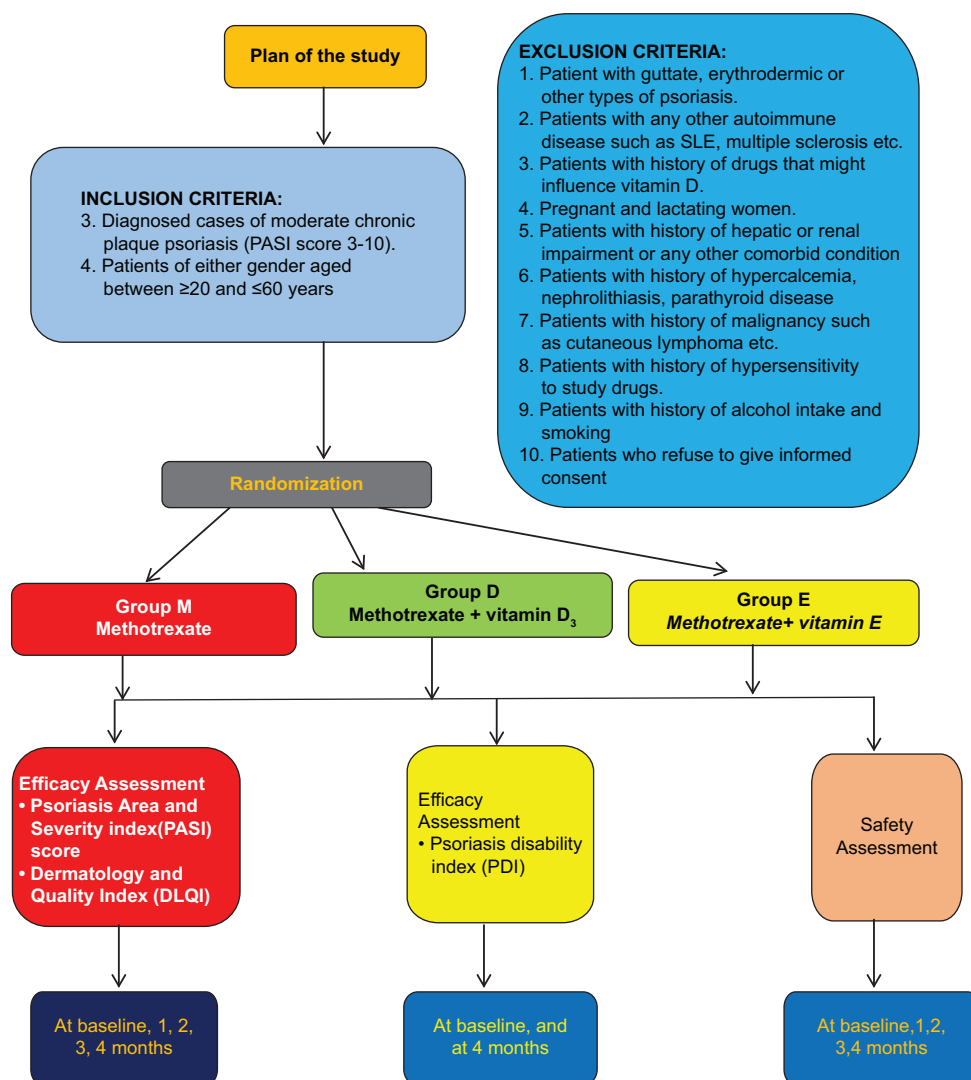 Plan of the study
INCLUSION CRITERIA:
3. Diagnosed cases of moderate chronic
plaque psoriasis (PASI score 3-10).
4. Patients of either gender aged
between ≥20 and ≤60 years
EXCLUSION CRITERIA:
1. Patient with guttate, erythrodermic or
other types of psoriasis.
2. Patients with any other autoimmune
disease such as SLE, multiple sclerosis etc.
3. Patients with history of drugs that might
influence vitamin D.
4. Pregnant and lactating women.
5. Patients with history of hepatic or renal
impairment or any other comorbid condition
6. Patients with history of hypercalcemia,
nephrolithiasis, parathyroid disease
7. Patients with history of malignancy such
as cutaneous lymphoma etc.
8. Patients with history of hypersensitivity
to study drugs.
9. Patients with history of alcohol intake and
smoking
10. Patients who refuse to give informed
consent
Randomization
Group M
Methotrexate
Group D
Methotrexate + vitamin D₃
Group E
Methotrexate+ vitamin E
Efficacy Assessment
• Psoriasis Area and
Severity index(PASI)
score
• Dermatology and
Quality Index (DLQI)
Efficacy
Assessment
• Psoriasis disability
index (PDI)
Safety
Assessment
At baseline, 1, 2,
3, 4 months
At baseline, and
at 4 months
At baseline,1,2,
3,4 months